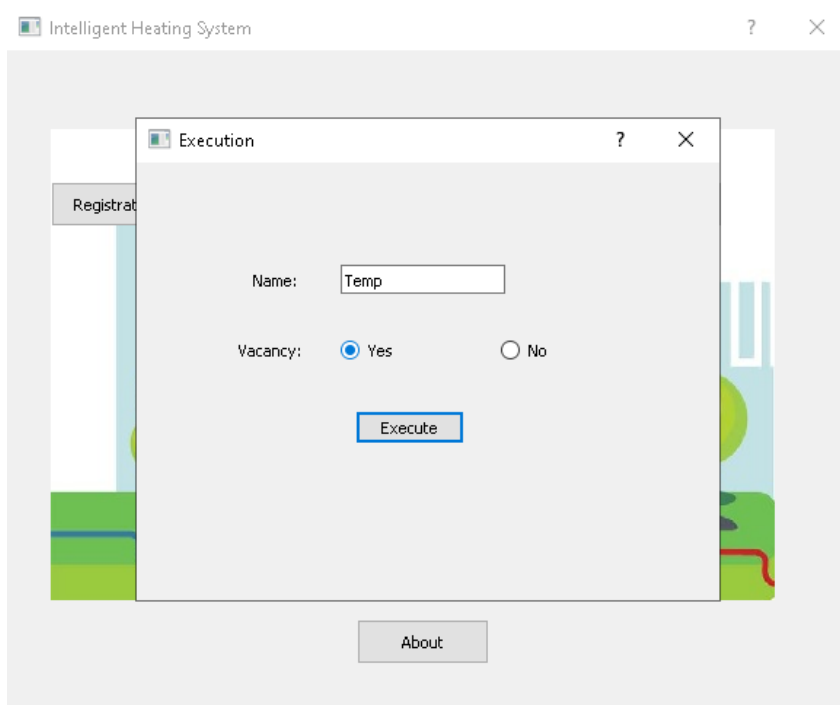 Intelligent Heating System ?
Execution ?
Registrat
Name: Temp
Vacancy: Yes No
Execute
About